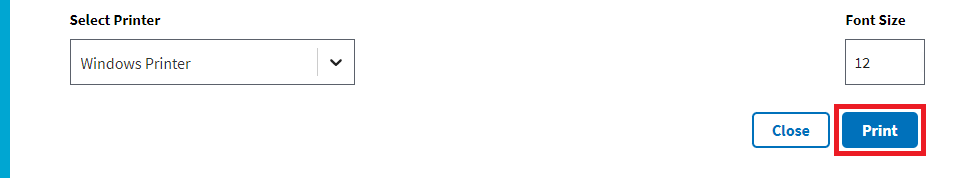 Select Printer
Font Size
Windows Printer
12
Close
Print